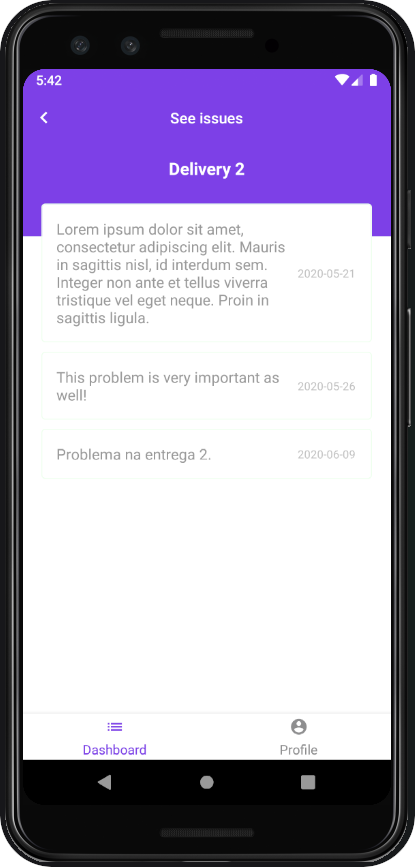 5:42
See issues
Delivery 2
Lorem ipsum dolor sit amet,
consectetur adipiscing elit. Mauris
in sagittis nisl, id interdum sem.
Integer non ante et tellus viverra
tristique vel eget neque. Proin in
sagittis ligula.
2020-05-21
This problem is very important as
well!
2020-05-26
Problema na entrega 2.
2020-06-09
Dashboard
Profile